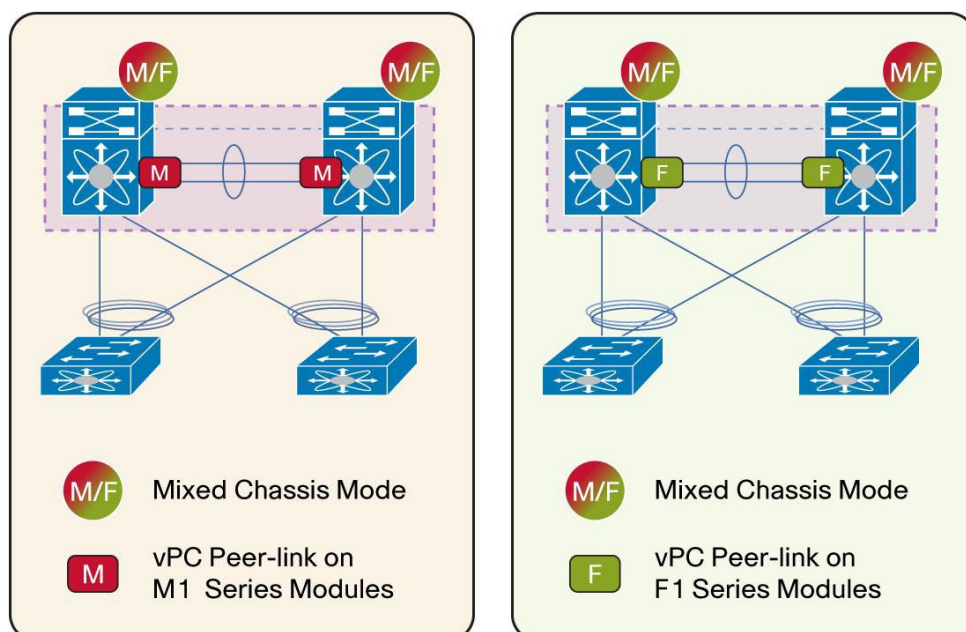 M/F
M/F
M
M
M/F
Mixed Chassis Mode
M
vPC Peer-link on
M1 Series Modules
M/F
M/F
F
F
M/F
Mixed Chassis Mode
F
vPC Peer-link on
F1 Series Modules